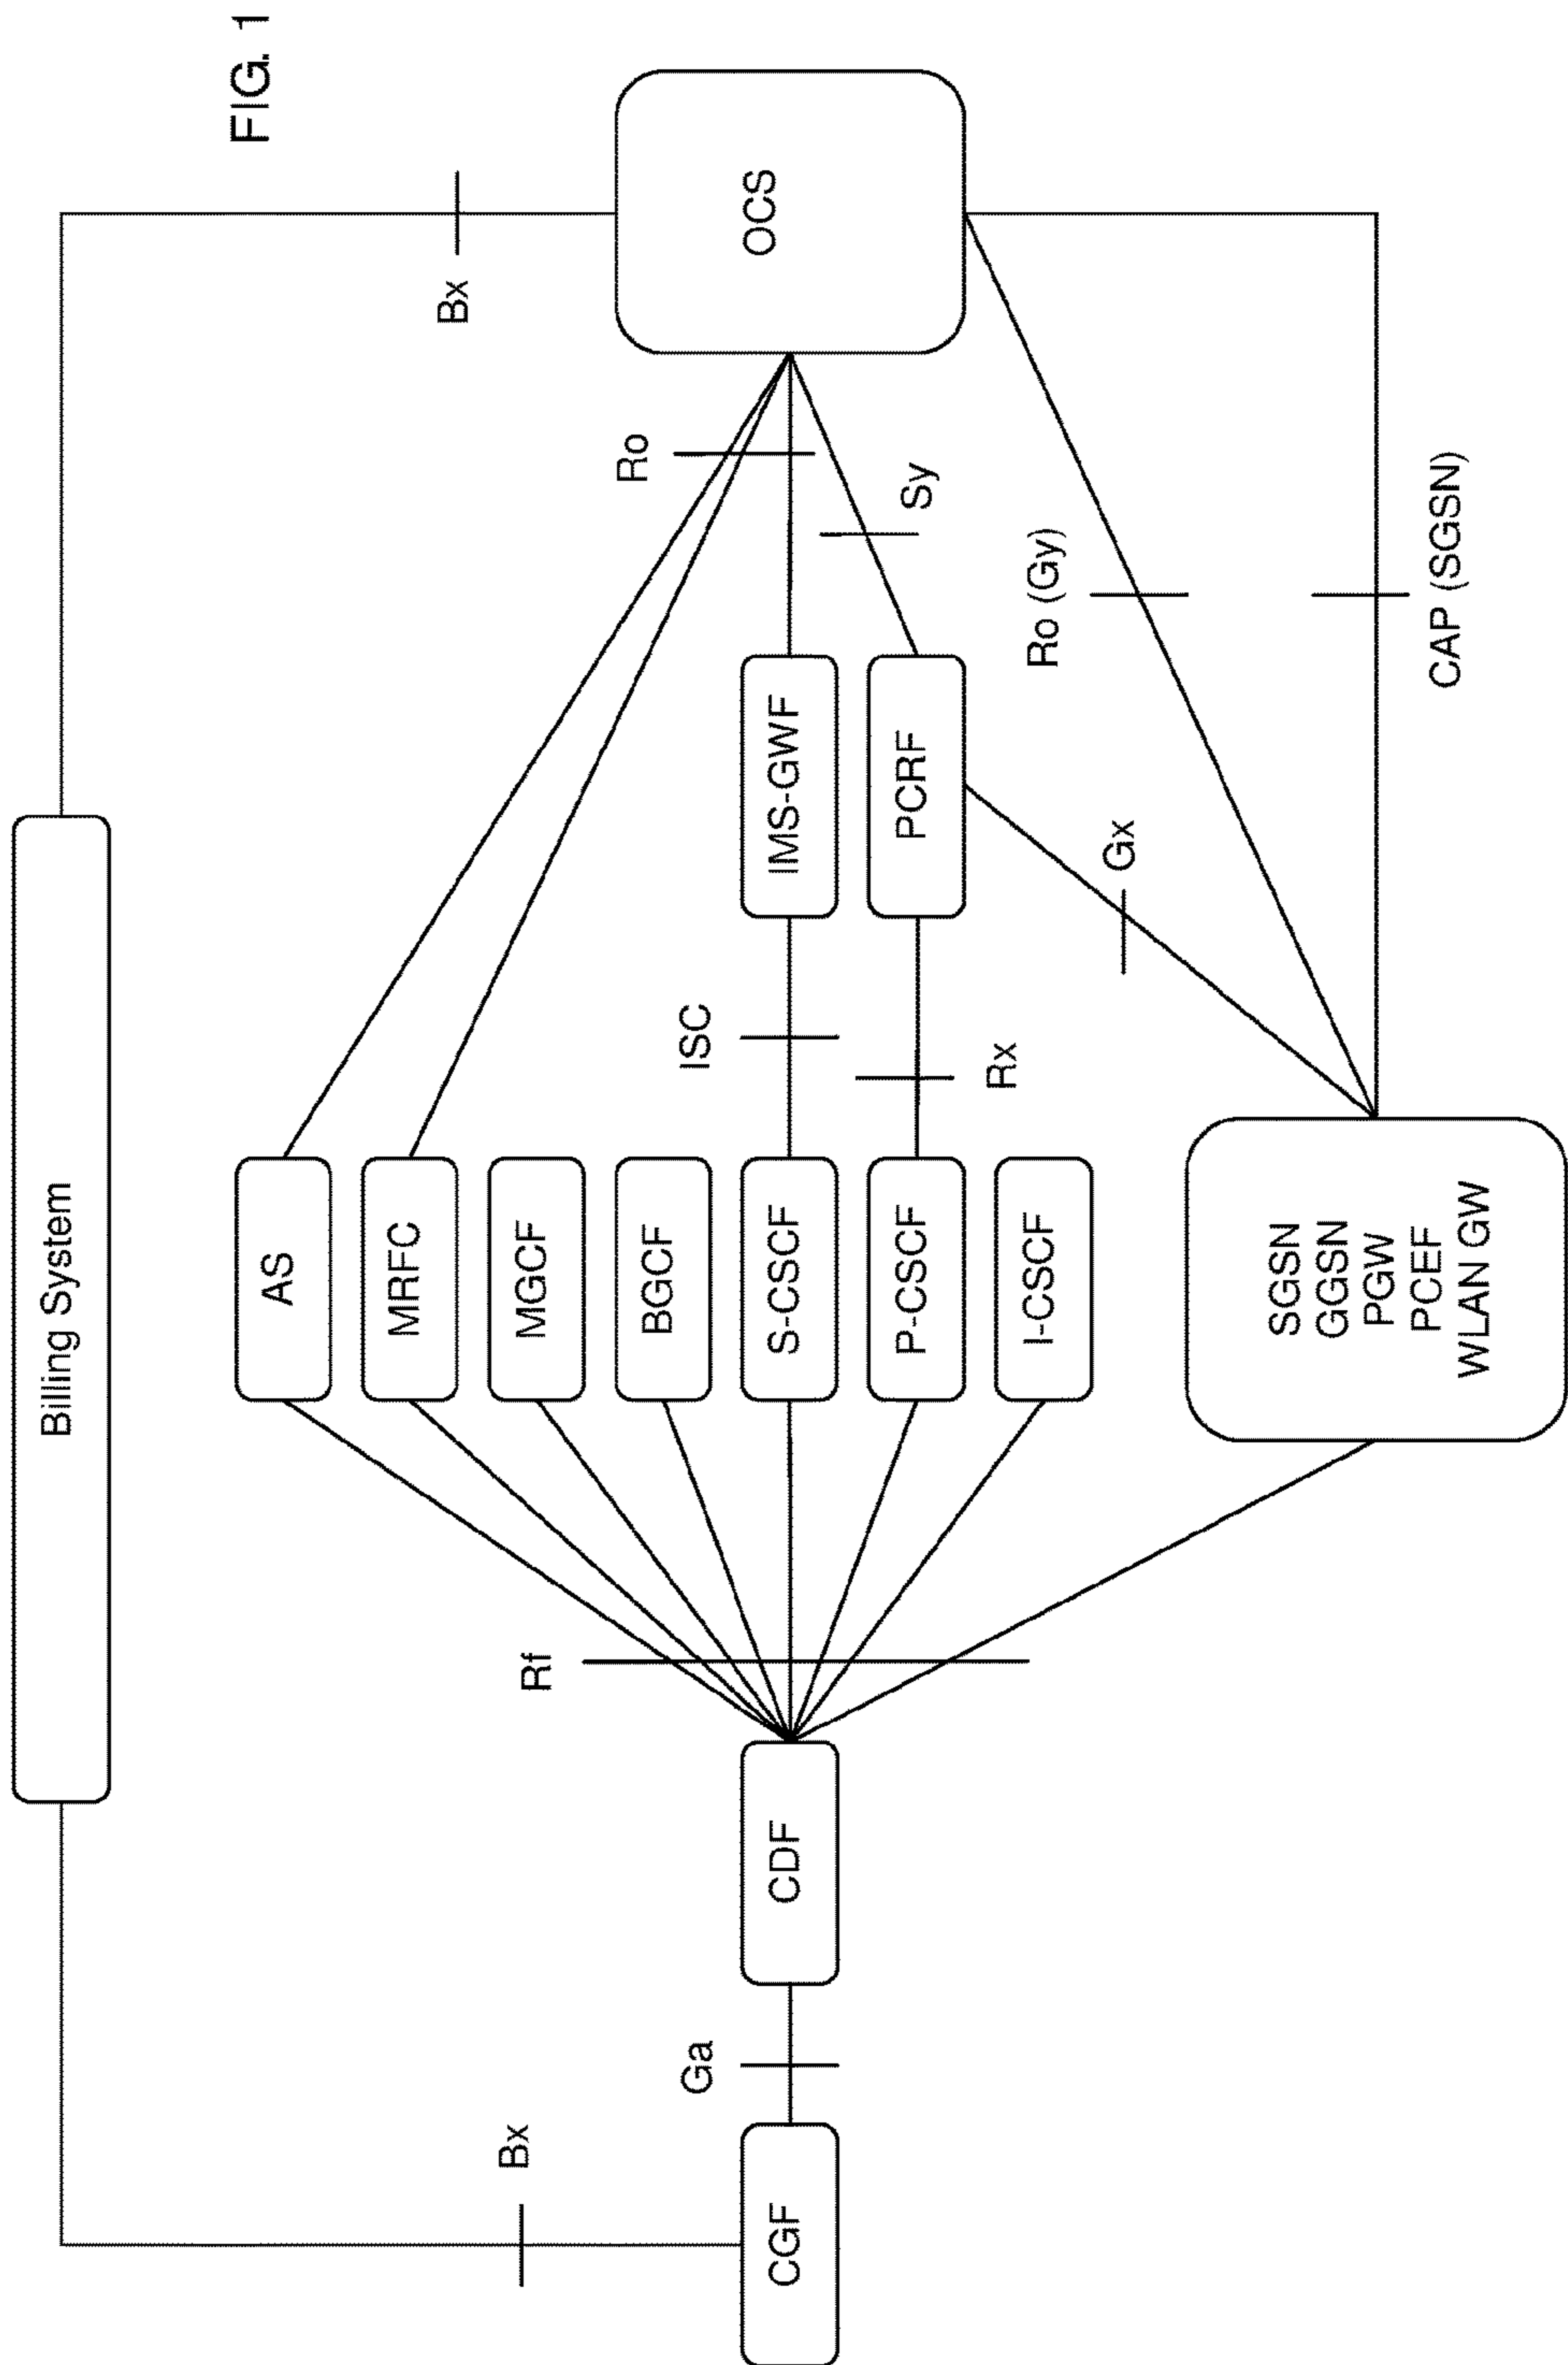 FIG. 1
Billing System
Bx
Bx
OCS
Ro
Sy
Ro (Gy)
CAP (SGSN)
IMS-GWF
PCRF
Gx
ISC
Rx
AS
MRFC
MGCF
BGCF
S-CSCF
P-CSCF
I-CSCF
SGSN
GGSN
PGW
PCEF
WLAN GW
Rf
CDF
Ga
CGF